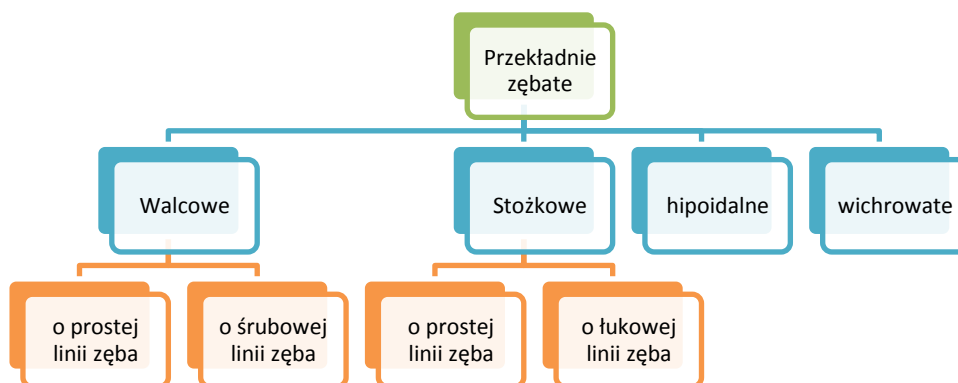 Przekładnie
zębate
Walcowe
Stożkowe
hipoidalne
wichrowate
o prostej
linii zęba
o śrubowej
linii zęba
o prostej
linii zęba
o łukowej
linii zęba